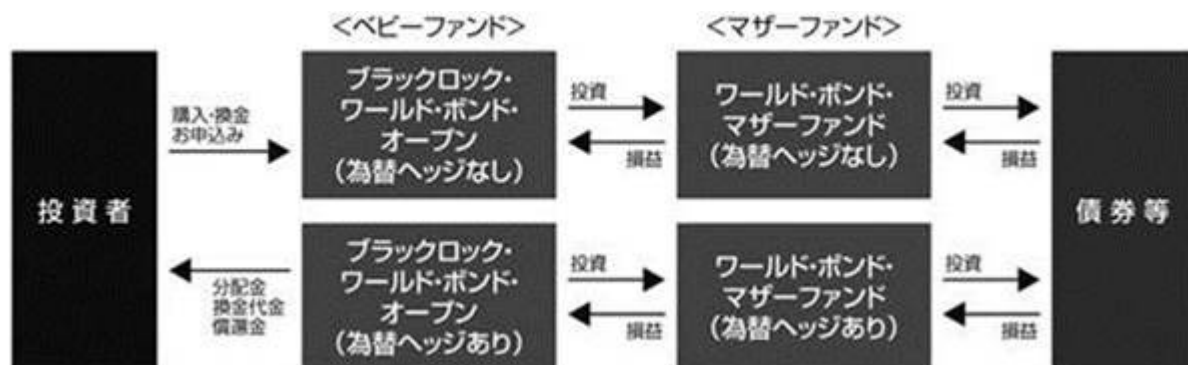 <ベビーファンド>
<マザーファンド>
投資者
購入・換金
お申込み
分配金
換金代金
償還金
ブラックロック・
ワールド・ボンド・
オープン
(為替ヘッジなし)
投資
損益
ワールド・ボンド・
マザーファンド
(為替ヘッジなし)
投資
損益
ブラックロック・
ワールド・ボンド・
オープン
(為替ヘッジあり)
投資
損益
ワールド・ボンド・
マザーファンド
(為替ヘッジあり)
投資
損益
債券等